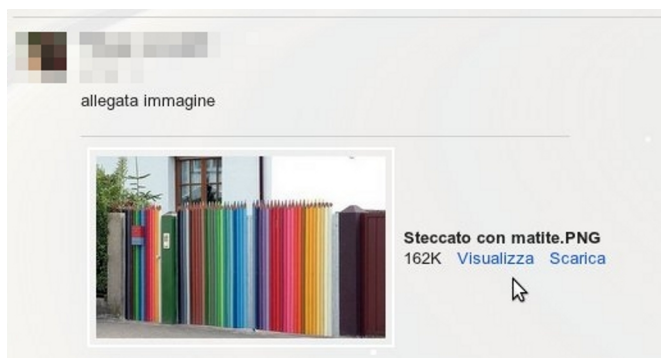 allegata immagine
Steccato con matite.PNG
162K Visualizza Scarica